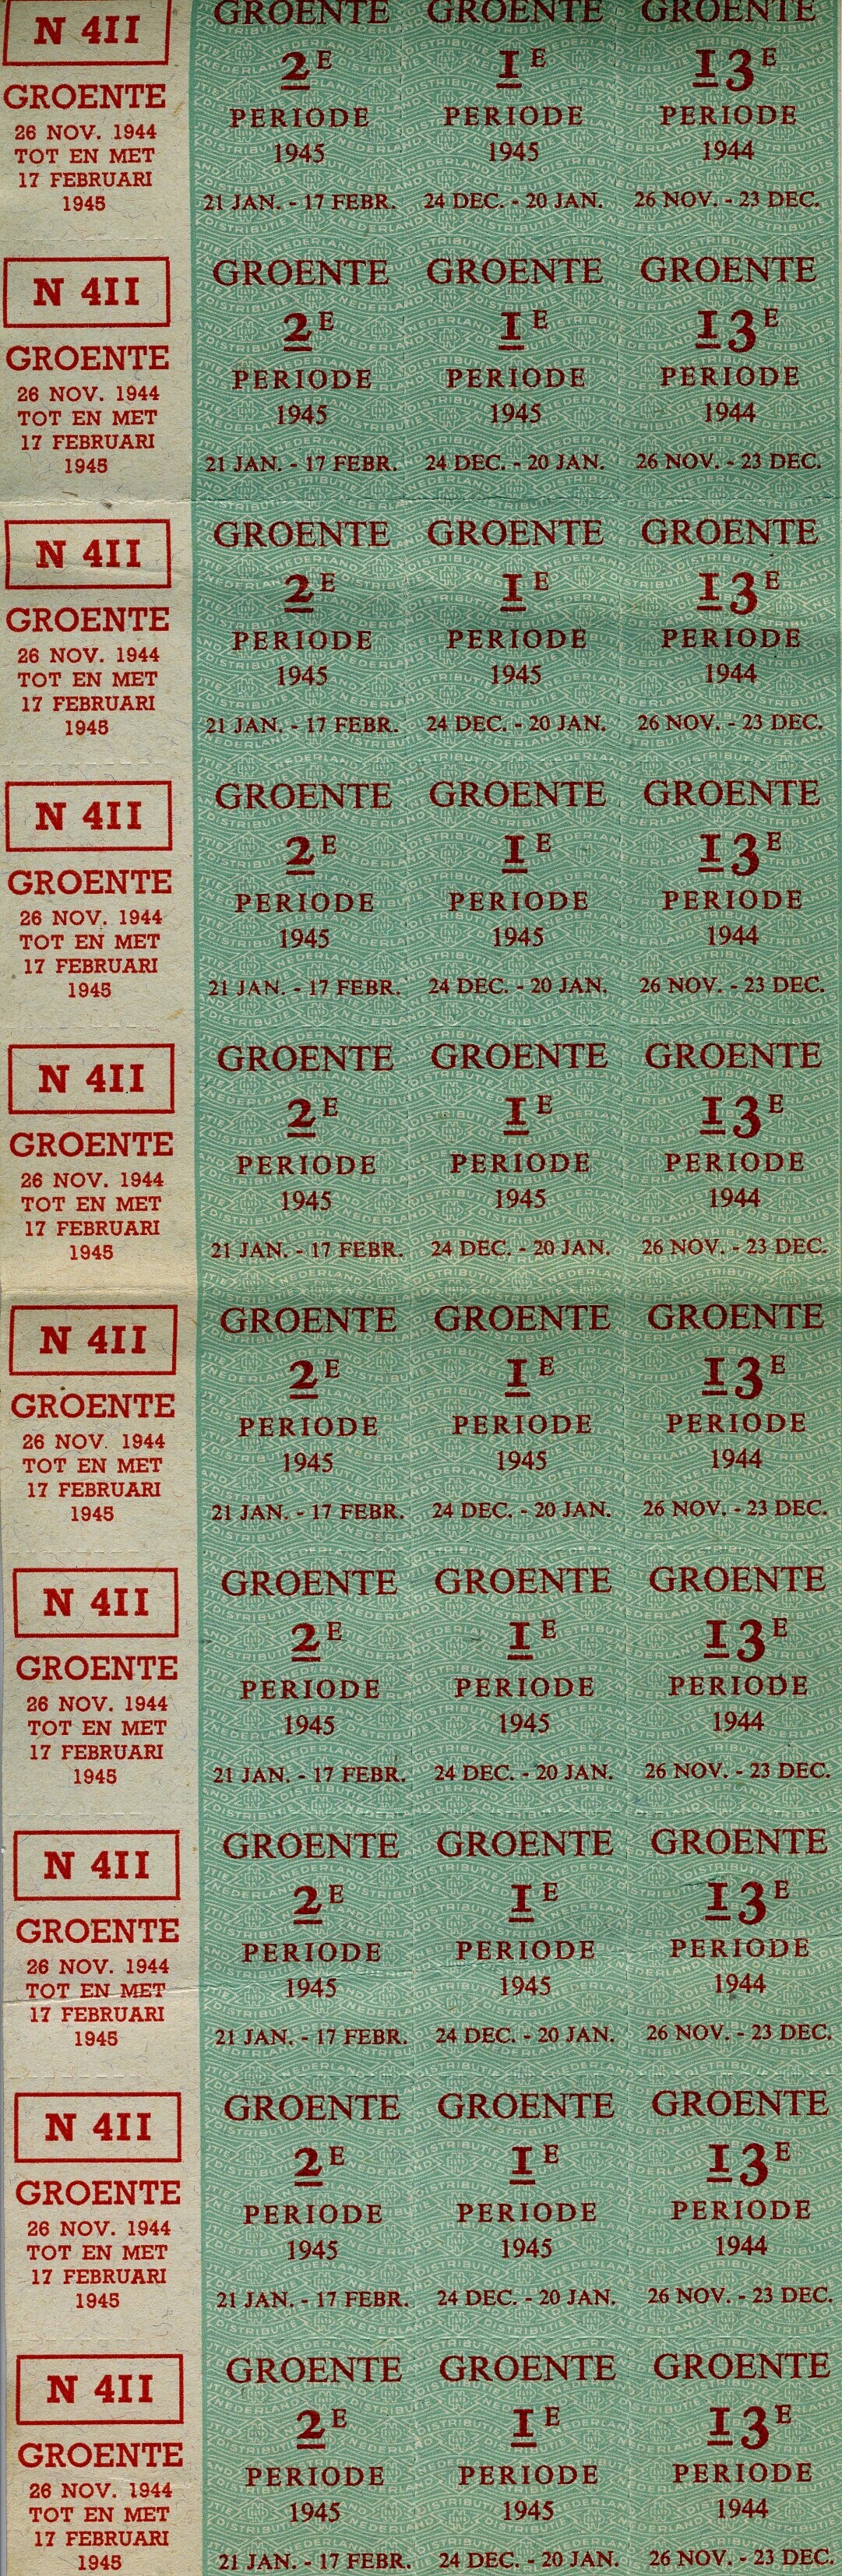 N 411
GROENTE
26 NOV. 1944
TOT EN MET
17 FEBRUARI
1945
GROENTE
2E
PERIODE
1945
21 JAN. - 17 FEBR.
GROENTE
1E
PERIODE
1945
24 DEC. - 20 JAN.
GROENTE
13E
PERIODE
1944
26 NOV. - 23 DEC.
N 411
GROENTE
26 NOV. 1944
TOT EN MET
17 FEBRUARI
1945
GROENTE
2E
PERIODE
1945
21 JAN. - 17 FEBR.
GROENTE
1E
PERIODE
1945
24 DEC. - 20 JAN.
GROENTE
13E
PERIODE
1944
26 NOV. - 23 DEC.
N 411
GROENTE
26 NOV. 1944
TOT EN MET
17 FEBRUARI
1945
GROENTE
2E
PERIODE
1945
21 JAN. - 17 FEBR.
GROENTE
1E
PERIODE
1945
24 DEC. - 20 JAN.
GROENTE
13E
PERIODE
1944
26 NOV. - 23 DEC.
N 411
GROENTE
26 NOV. 1944
TOT EN MET
17 FEBRUARI
1945
GROENTE
2E
PERIODE
1945
21 JAN. - 17 FEBR.
GROENTE
1E
PERIODE
1945
24 DEC. - 20 JAN.
GROENTE
13E
PERIODE
1944
26 NOV. - 23 DEC.
N 411
GROENTE
26 NOV. 1944
TOT EN MET
17 FEBRUARI
1945
GROENTE
2E
PERIODE
1945
21 JAN. - 17 FEBR.
GROENTE
1E
PERIODE
1945
24 DEC. - 20 JAN.
GROENTE
13E
PERIODE
1944
26 NOV. - 23 DEC.
N 411
GROENTE
26 NOV. 1944
TOT EN MET
17 FEBRUARI
1945
GROENTE
2E
PERIODE
1945
21 JAN. - 17 FEBR.
GROENTE
1E
PERIODE
1945
24 DEC. - 20 JAN.
GROENTE
13E
PERIODE
1944
26 NOV. - 23 DEC.
N 411
GROENTE
26 NOV. 1944
TOT EN MET
17 FEBRUARI
1945
GROENTE
2E
PERIODE
1945
21 JAN. - 17 FEBR.
GROENTE
1E
PERIODE
1945
24 DEC. - 20 JAN.
GROENTE
13E
PERIODE
1944
26 NOV. - 23 DEC.
N 411
GROENTE
26 NOV. 1944
TOT EN MET
17 FEBRUARI
1945
GROENTE
2E
PERIODE
1945
21 JAN. - 17 FEBR.
GROENTE
1E
PERIODE
1945
24 DEC. - 20 JAN.
GROENTE
13E
PERIODE
1944
26 NOV. - 23 DEC.
N 411
GROENTE
26 NOV. 1944
TOT EN MET
17 FEBRUARI
1945
GROENTE
2E
PERIODE
1945
21 JAN. - 17 FEBR.
GROENTE
1E
PERIODE
1945
24 DEC. - 20 JAN.
GROENTE
13E
PERIODE
1944
26 NOV. - 23 DEC.
N 411
GROENTE
26 NOV. 1944
TOT EN MET
17 FEBRUARI
1945
GROENTE
2E
PERIODE
1945
21 JAN. - 17 FEBR.
GROENTE
1E
PERIODE
1945
24 DEC. - 20 JAN.
GROENTE
13E
PERIODE
1944
26 NOV. - 23 DEC.